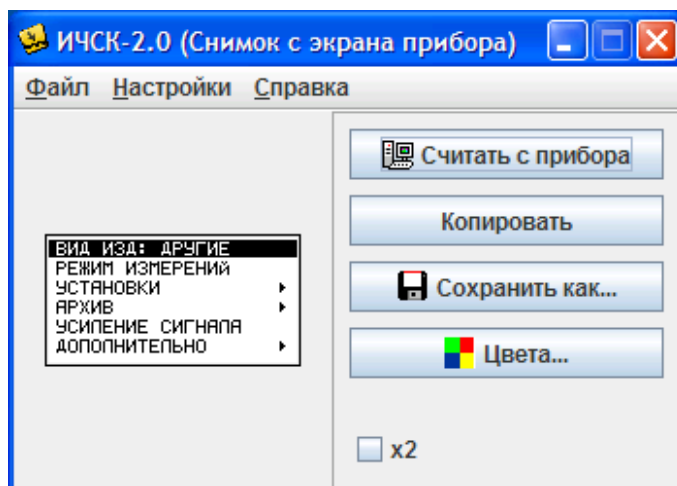 ИЧСК-2.0 (Снимок с экрана прибора)
Файл Настройки Справка
ВИД ИЗД: ДРУГИЕ
РЕЖИМ ИЗМЕРЕНИЙ
УСТАНОВКИ
АРХИВ
УСИЛЕНИЕ СИГНАЛА
ДОПОЛНИТЕЛЬНО
Считать с прибора
Копировать
Сохранить как...
Цвета...
x2